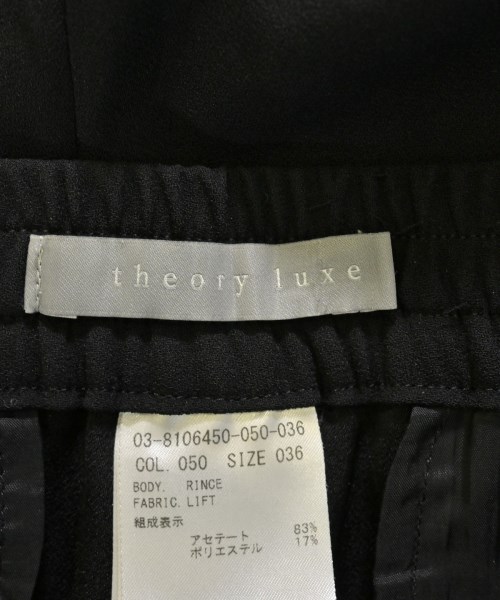 theory luxe
03-8106450-050-036
COL. 050 SIZE 036
BODY. RINCE
FABRIC. LIFT
組成表示
アセテート 83%
ポリエステル 17%